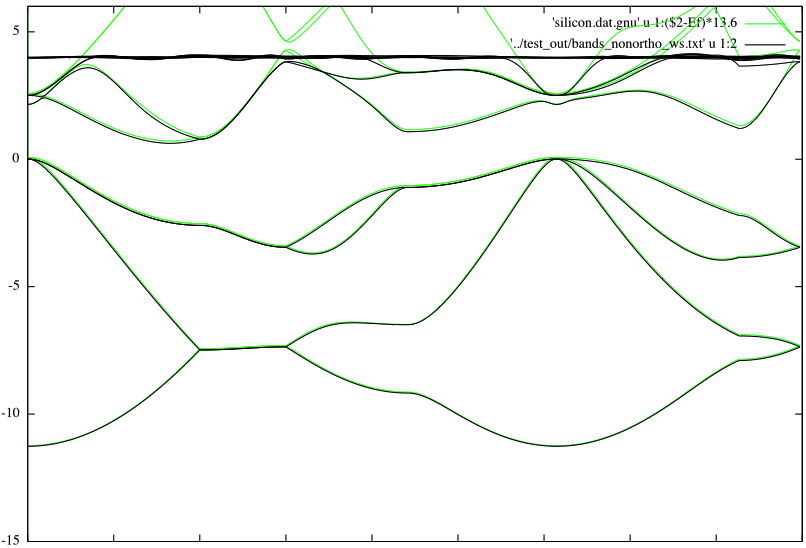 'silicon.dat.gnu' u 1:($2-Ef)*13.6
'../test_out/bands_nonortho_ws.txt' u 1:2
5
0
-5
-10
-15